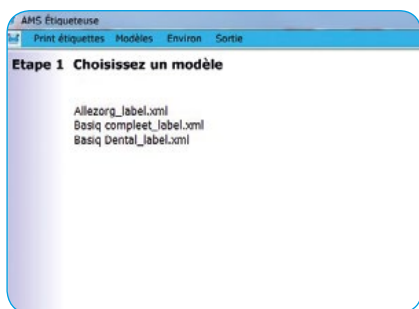 AMS Étiqueteuse
Print étiquettes Modèles Environ Sortie
Etape 1 Choisissez un modèle
Allezorg_label.xml
Basiq compleet_label.xml
Basiq Dental_label.xml